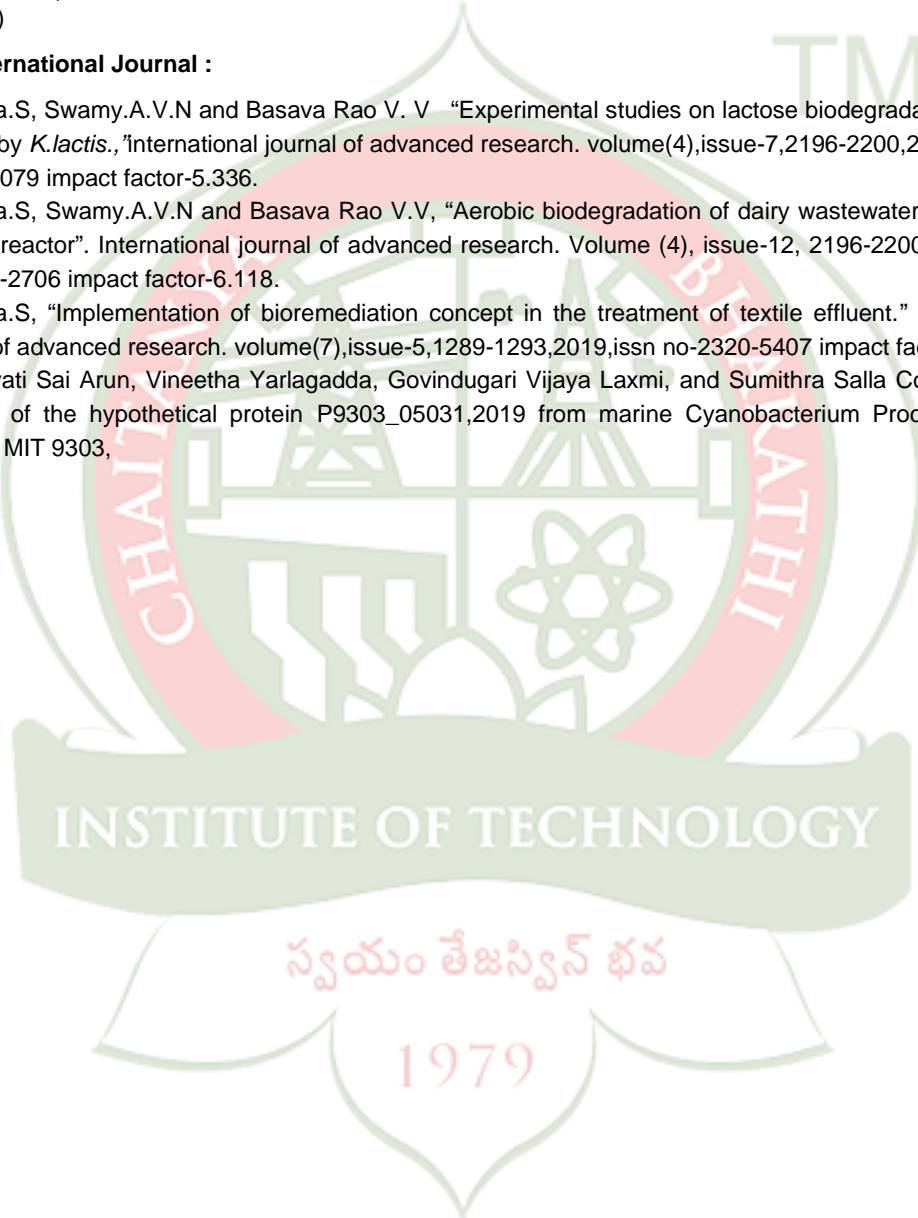 )
ernational Journal :
a.S, Swamy.A.V.N and Basava Rao V. V “Experimental studies on lactose biodegrada
by K.lactis.,”international journal of advanced research. volume(4),issue-7,2196-2200,2
079 impact factor-5.336.
a.S, Swamy.A.V.N and Basava Rao V.V, “Aerobic biodegradation of dairy wastewater
reactor”. International journal of advanced research. Volume (4), issue-12, 2196-2200
-2706 impact factor-6.118.
a.S, “Implementation of bioremediation concept in the treatment of textile effluent.”
of advanced research. volume(7),issue-5,1289-1293,2019,issn no-2320-5407 impact fac
yati Sai Arun, Vineetha Yarlagadda, Govindugari Vijaya Laxmi, and Sumithra Salla Co
of the hypothetical protein P9303_05031,2019 from marine Cyanobacterium Proc
MIT 9303,
TM
CHAITANYA BHARATHI
INSTITUTE OF TECHNOLOGY
స్వయం తేజస్విన్ భవ
1979